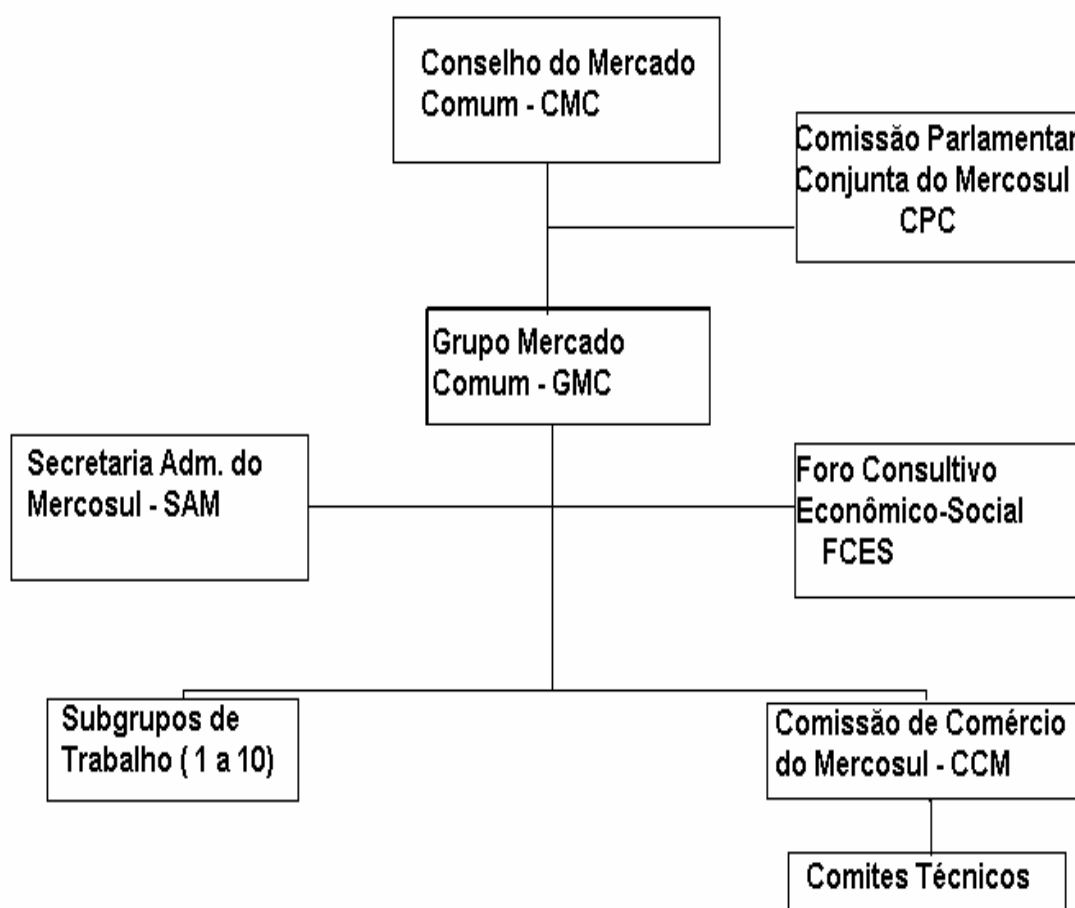 Conselho do Mercado
Comum - CMC
Comissão Parlamentar
Conjunta do Mercosul
CPC
Grupo Mercado
Comum - GMC
Secretaria Adm. do
Mercosul - SAM
Foro Consultivo
Econômico-Social
FCES
Subgrupos de
Trabalho ( 1 a 10)
Comissão de Comércio
do Mercosul - CCM
Comites Técnicos